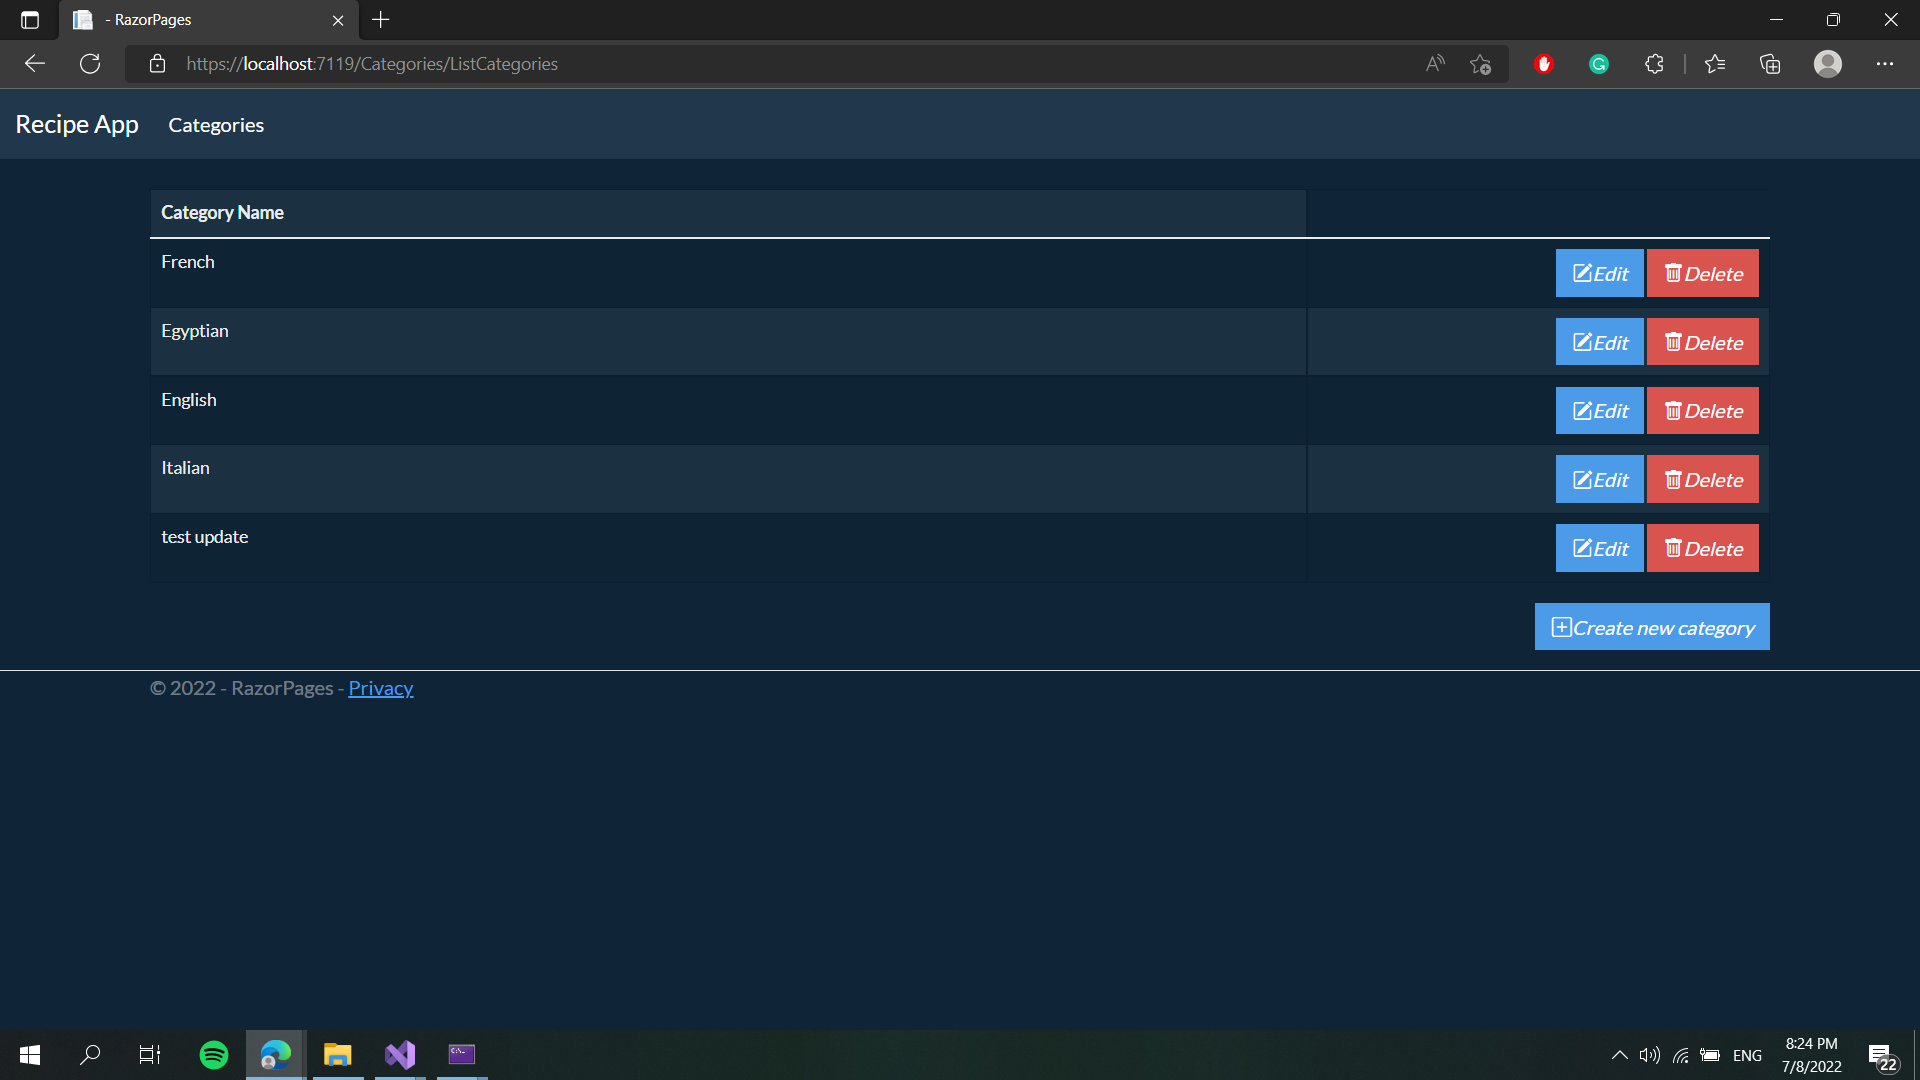 - RazorPages
https://localhost:7119/Categories/ListCategories
Recipe App Categories
Category Name
French Edit Delete
Egyptian Edit Delete
English Edit Delete
Italian Edit Delete
test update Edit Delete
Create new category
© 2022 - RazorPages - Privacy
8:24 PM
ENG
7/8/2022
22